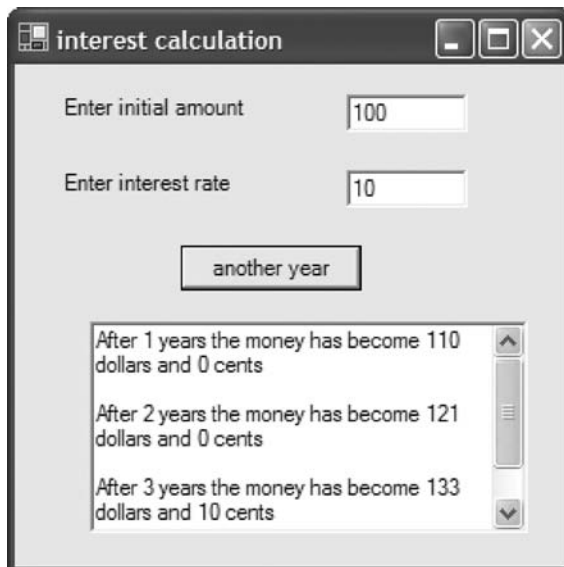 interest calculation
Enter initial amount
100
Enter interest rate
10
another year
After 1 years the money has become 110
dollars and 0 cents
After 2 years the money has become 121
dollars and 0 cents
After 3 years the money has become 133
dollars and 10 cents